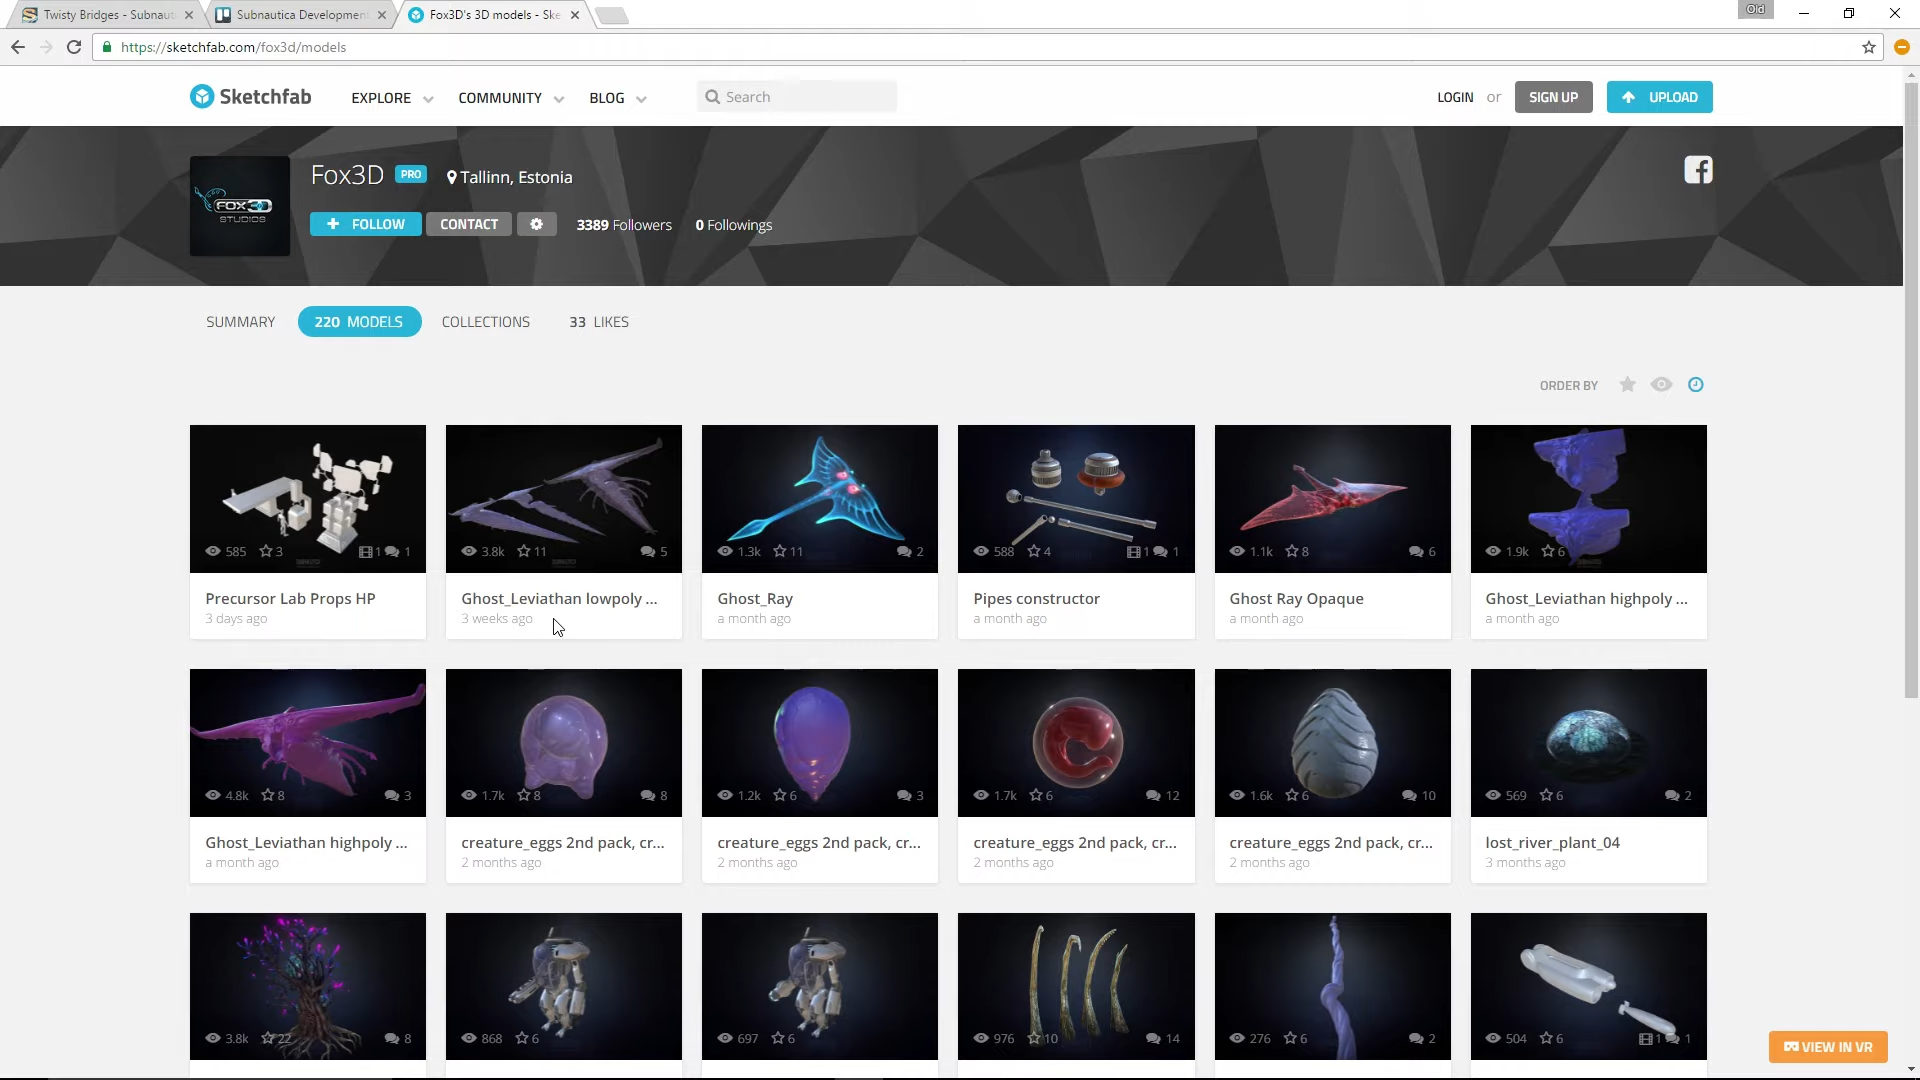 Twisty Bridges - Subnaut
Subnautica Development
Fox3D's 3D models - Ske
Old
https://sketchfab.com/fox3d/models
Sketchfab
EXPLORE
COMMUNITY
BLOG
Search
LOGIN or SIGN UP
UPLOAD
FOX3D STUDIOS
Fox3D PRO Tallinn, Estonia
+ FOLLOW CONTACT 3389 Followers 0 Followings
SUMMARY 220 MODELS COLLECTIONS 33 LIKES
ORDER BY
585 3 1 1
3.8k 11 5
1.3k 11 2
588 4 1 1
1.1k 8 6
1.9k 6
Precursor Lab Props HP
3 days ago
Ghost_Leviathan lowpoly ...
3 weeks ago
Ghost_Ray
a month ago
Pipes constructor
a month ago
Ghost Ray Opaque
a month ago
Ghost_Leviathan highpoly ...
a month ago
4.8k 8 3
1.7k 8 8
1.2k 6 3
1.7k 6 12
1.6k 6 10
569 6 2
Ghost_Leviathan highpoly ...
a month ago
creature_eggs 2nd pack, cr...
2 months ago
creature_eggs 2nd pack, cr...
2 months ago
creature_eggs 2nd pack, cr...
2 months ago
creature_eggs 2nd pack, cr...
2 months ago
lost_river_plant_04
3 months ago
3.8k 22 8
868 6
697 6
976 10 14
276 6 2
504 6 1 1
VIEW IN VR